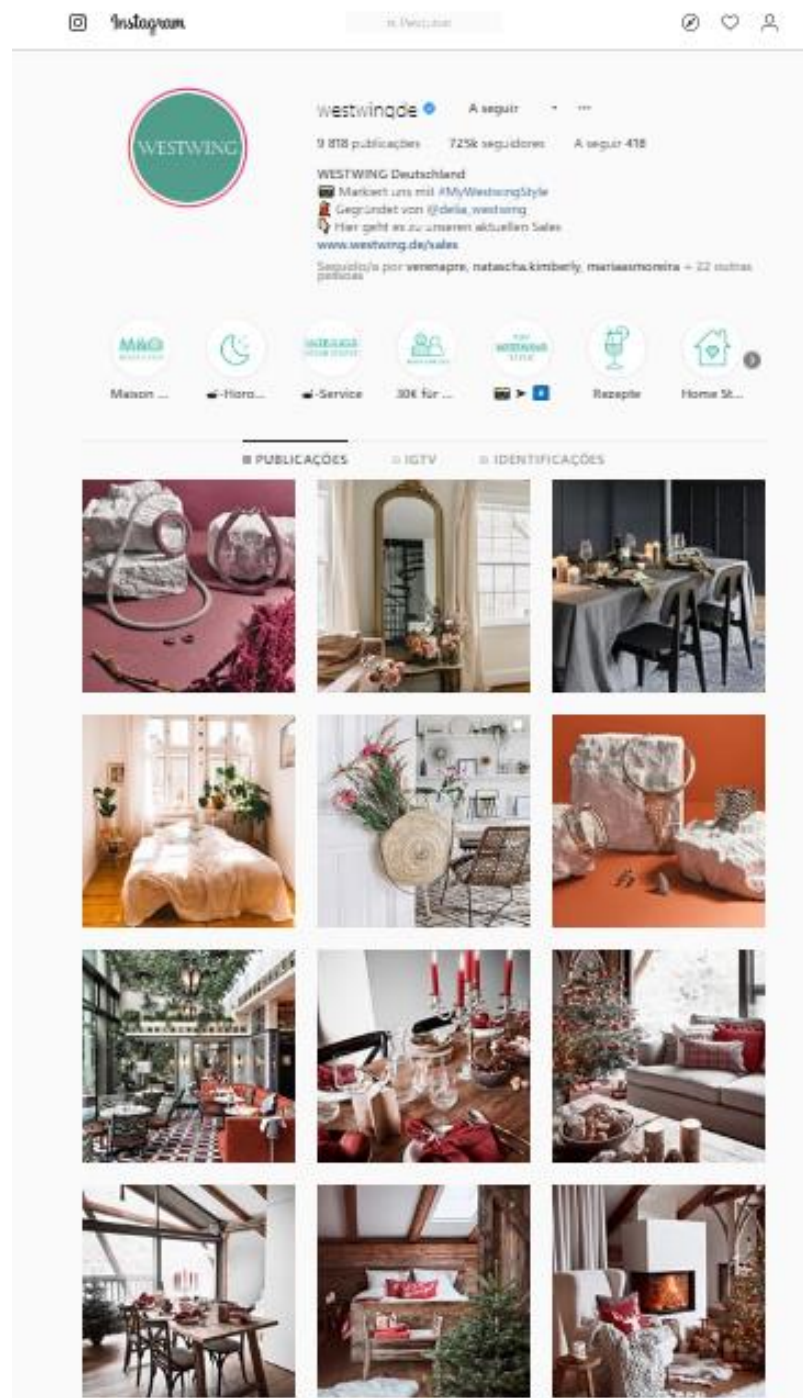 Instagram
westwingde A seguir
9 818 publicações 725k seguidores A seguir 418
WESTWING
WESTWING Deutschland
Markiert uns mit #MyWestwingStyle
Gegründet von @delia_westwing
Hier geht es zu unseren aktuellen Sales
www.westwing.de/sales
Seguido/a por verenapre, natascha.kimberly, mariaasmoreira + 22 outras
pessoas
M&O
WESTWING
Maison ... -Horo... -Service 30€ für ... Rezepte Home St...
PUBLICAÇÕES IGTV IDENTIFICAÇÕES